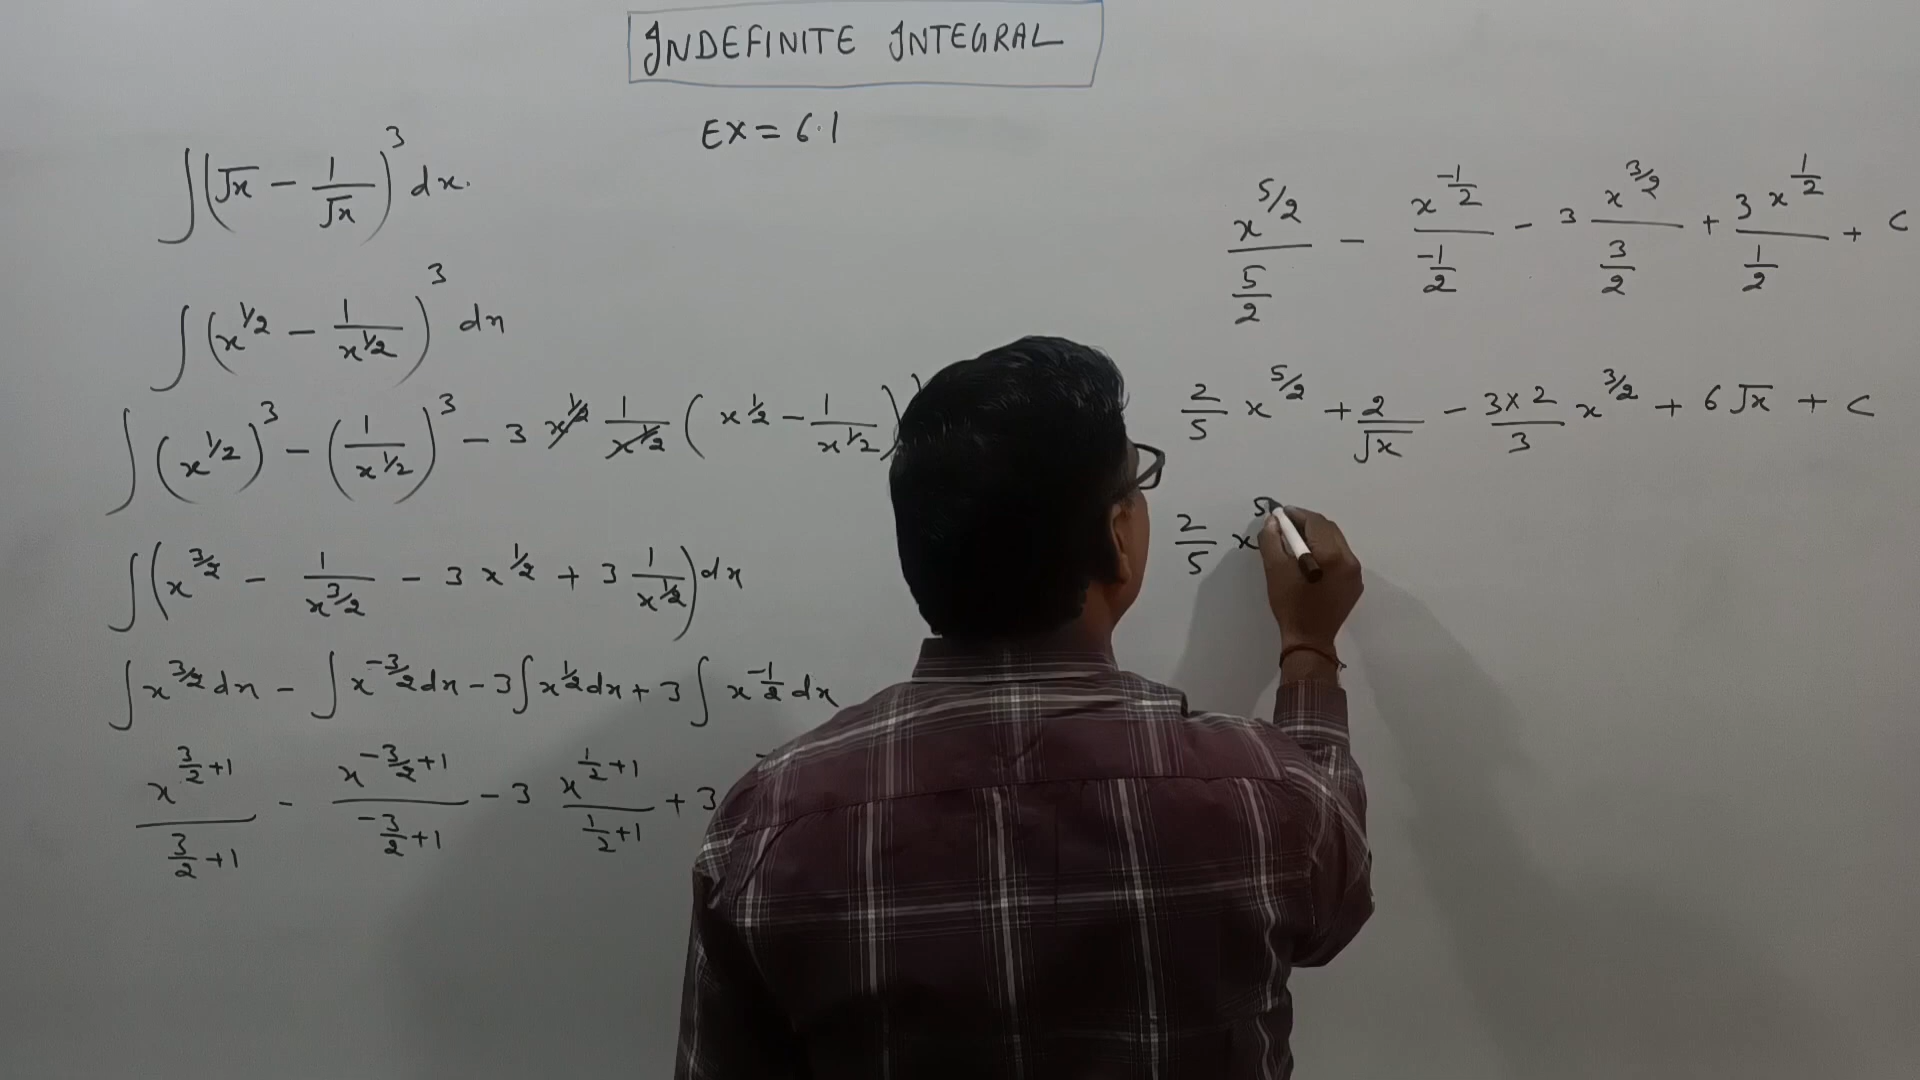 INDEFINITE INTEGRAL
EX = 6.1
∫(√x − 1/√x)³ dx.
∫(x^1/2 − 1/x^1/2)³ dx
∫(x^1/2)³ − (1/x^1/2)³ − 3 x^1/2 1/x^1/2 (x^1/2 − 1/x^1/2)
∫(x^3/2 − 1/x^3/2 − 3 x^1/2 + 3 1/x^1/2) dx
∫x^3/2 dx − ∫x^-3/2 dx − 3∫x^1/2 dx + 3∫x^-1/2 dx
x^(3/2+1)/(3/2+1) − x^(-3/2+1)/(-3/2+1) − 3 x^(1/2+1)/(1/2+1) + 3
x^5/2/(5/2) − x^-1/2/(-1/2) − 3 x^3/2/(3/2) + 3 x^1/2/(1/2) + c
2/5 x^5/2 + 2/√x − 3×2/3 x^3/2 + 6√x + c
2/5 x^5